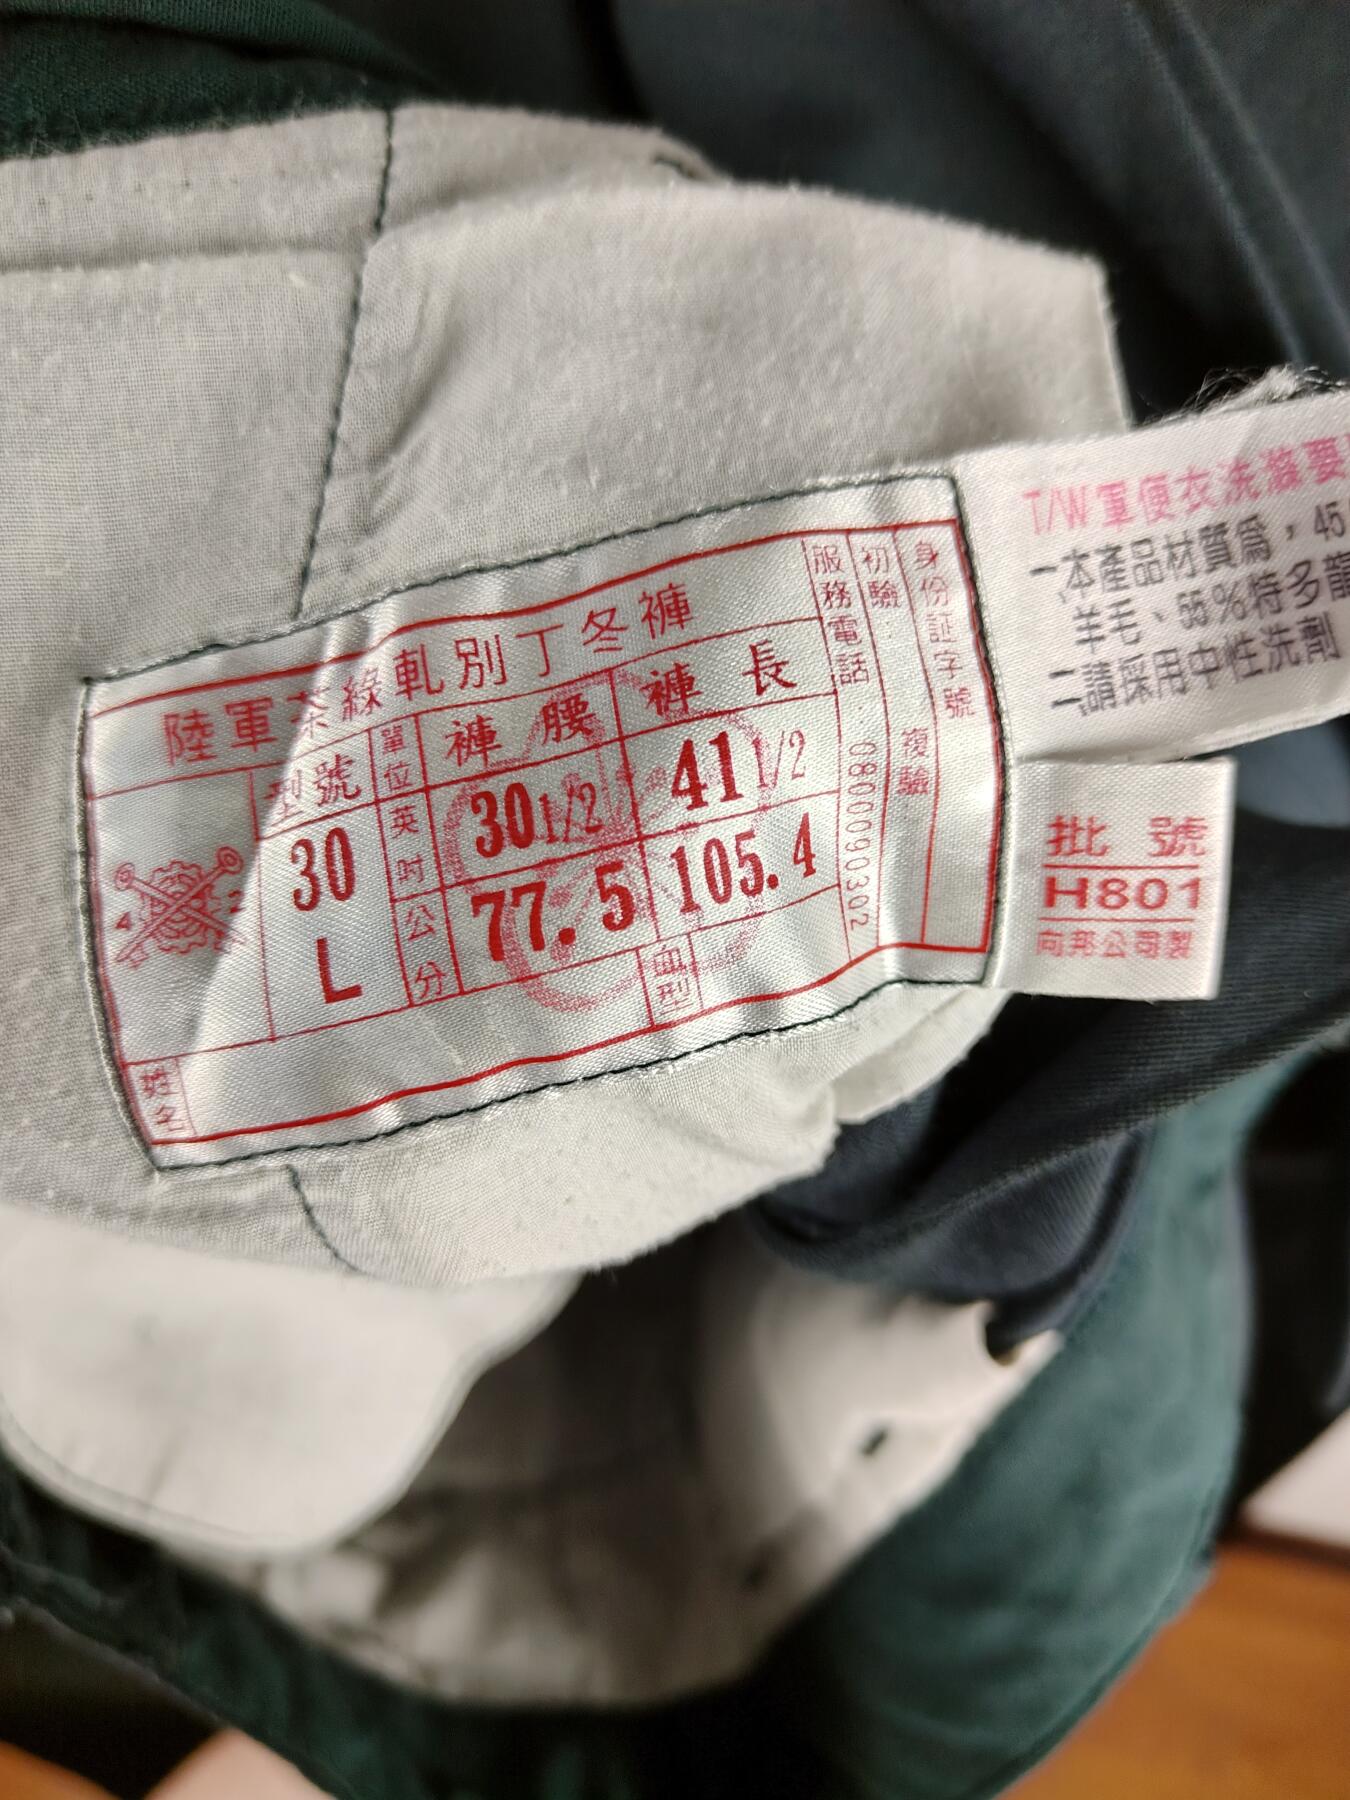 陸軍茶綠軋別丁冬褲
型號 單位 褲腰 褲長
30 英吋 30 1/2 41 1/2
L 公分 77.5 105.4
血型
姓名
服務電話:0800090302
初驗: 複驗
身份証字號
T/W軍便衣洗滌要
一、本產品材質為,45
羊毛、55%特多龍
二、請採用中性洗劑
批號
H801
向邦公司製